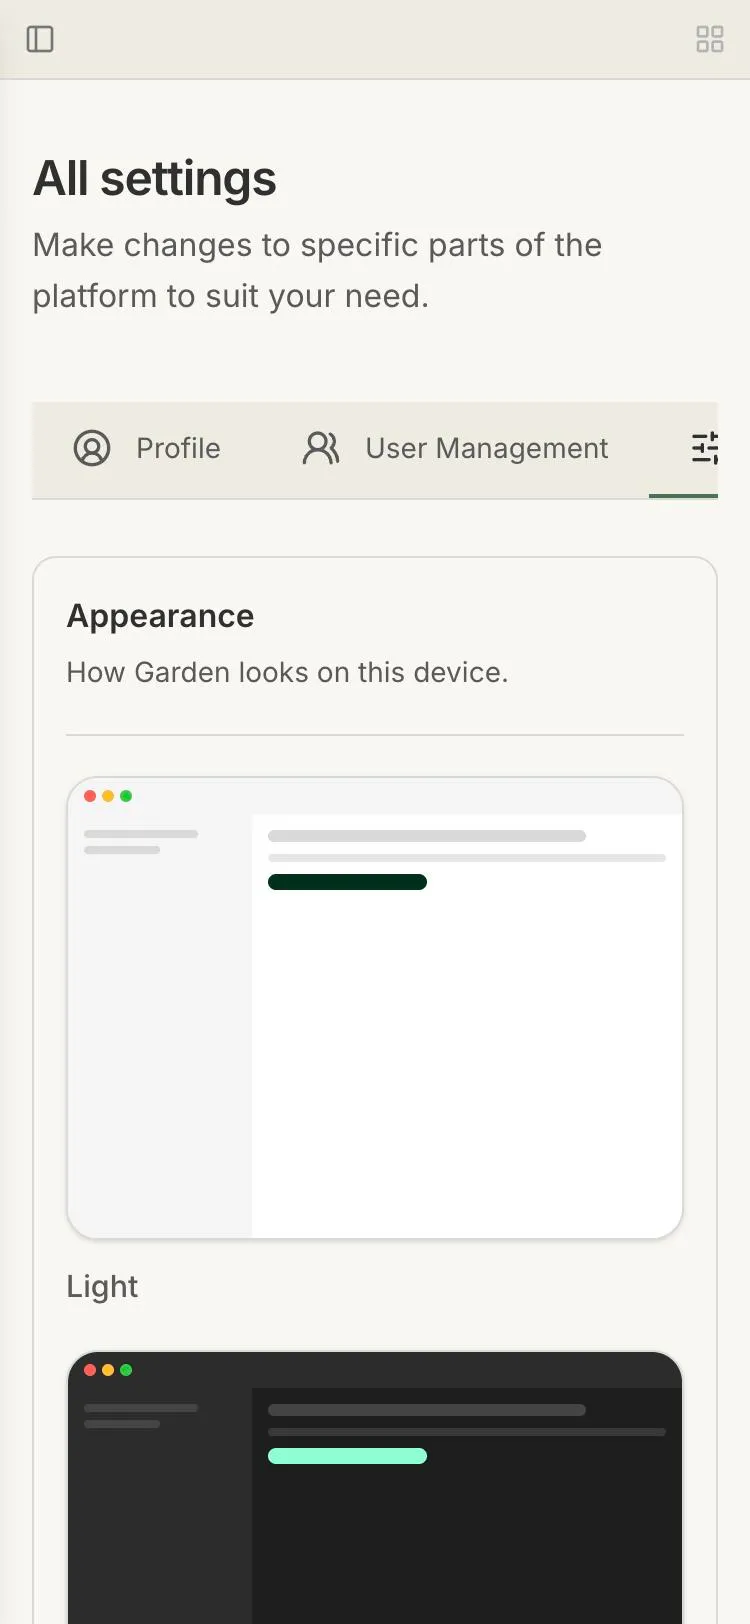 All settings
Make changes to specific parts of the
platform to suit your need.
Profile
User Management
Appearance
How Garden looks on this device.
Light